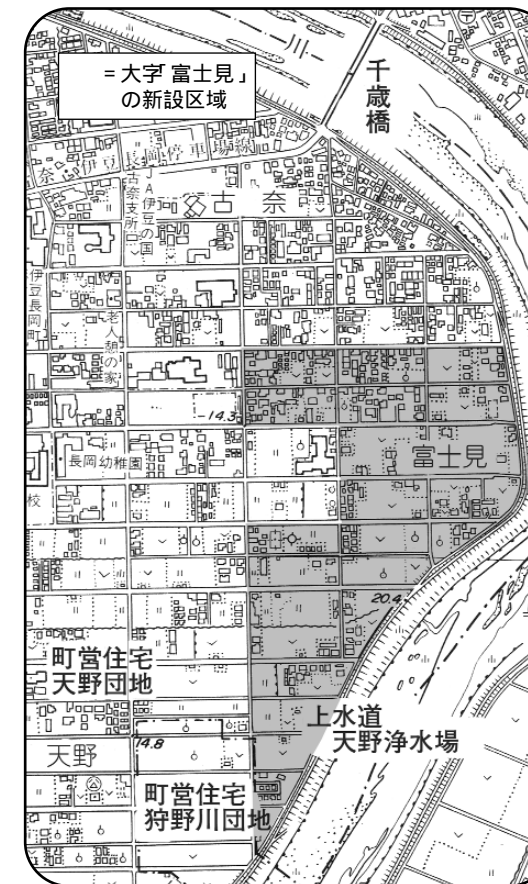 =大字「富士見」
の新設区域
川
千歳橋
奈
伊豆長岡停車場線
JA伊豆の国
古奈支所
古奈
伊豆長岡町
老人憩の家
14.3
長岡幼稚園
富士見
校
20.4
町営住宅
天野団地
上水道
天野浄水場
天野
14.8
町営住宅
狩野川団地